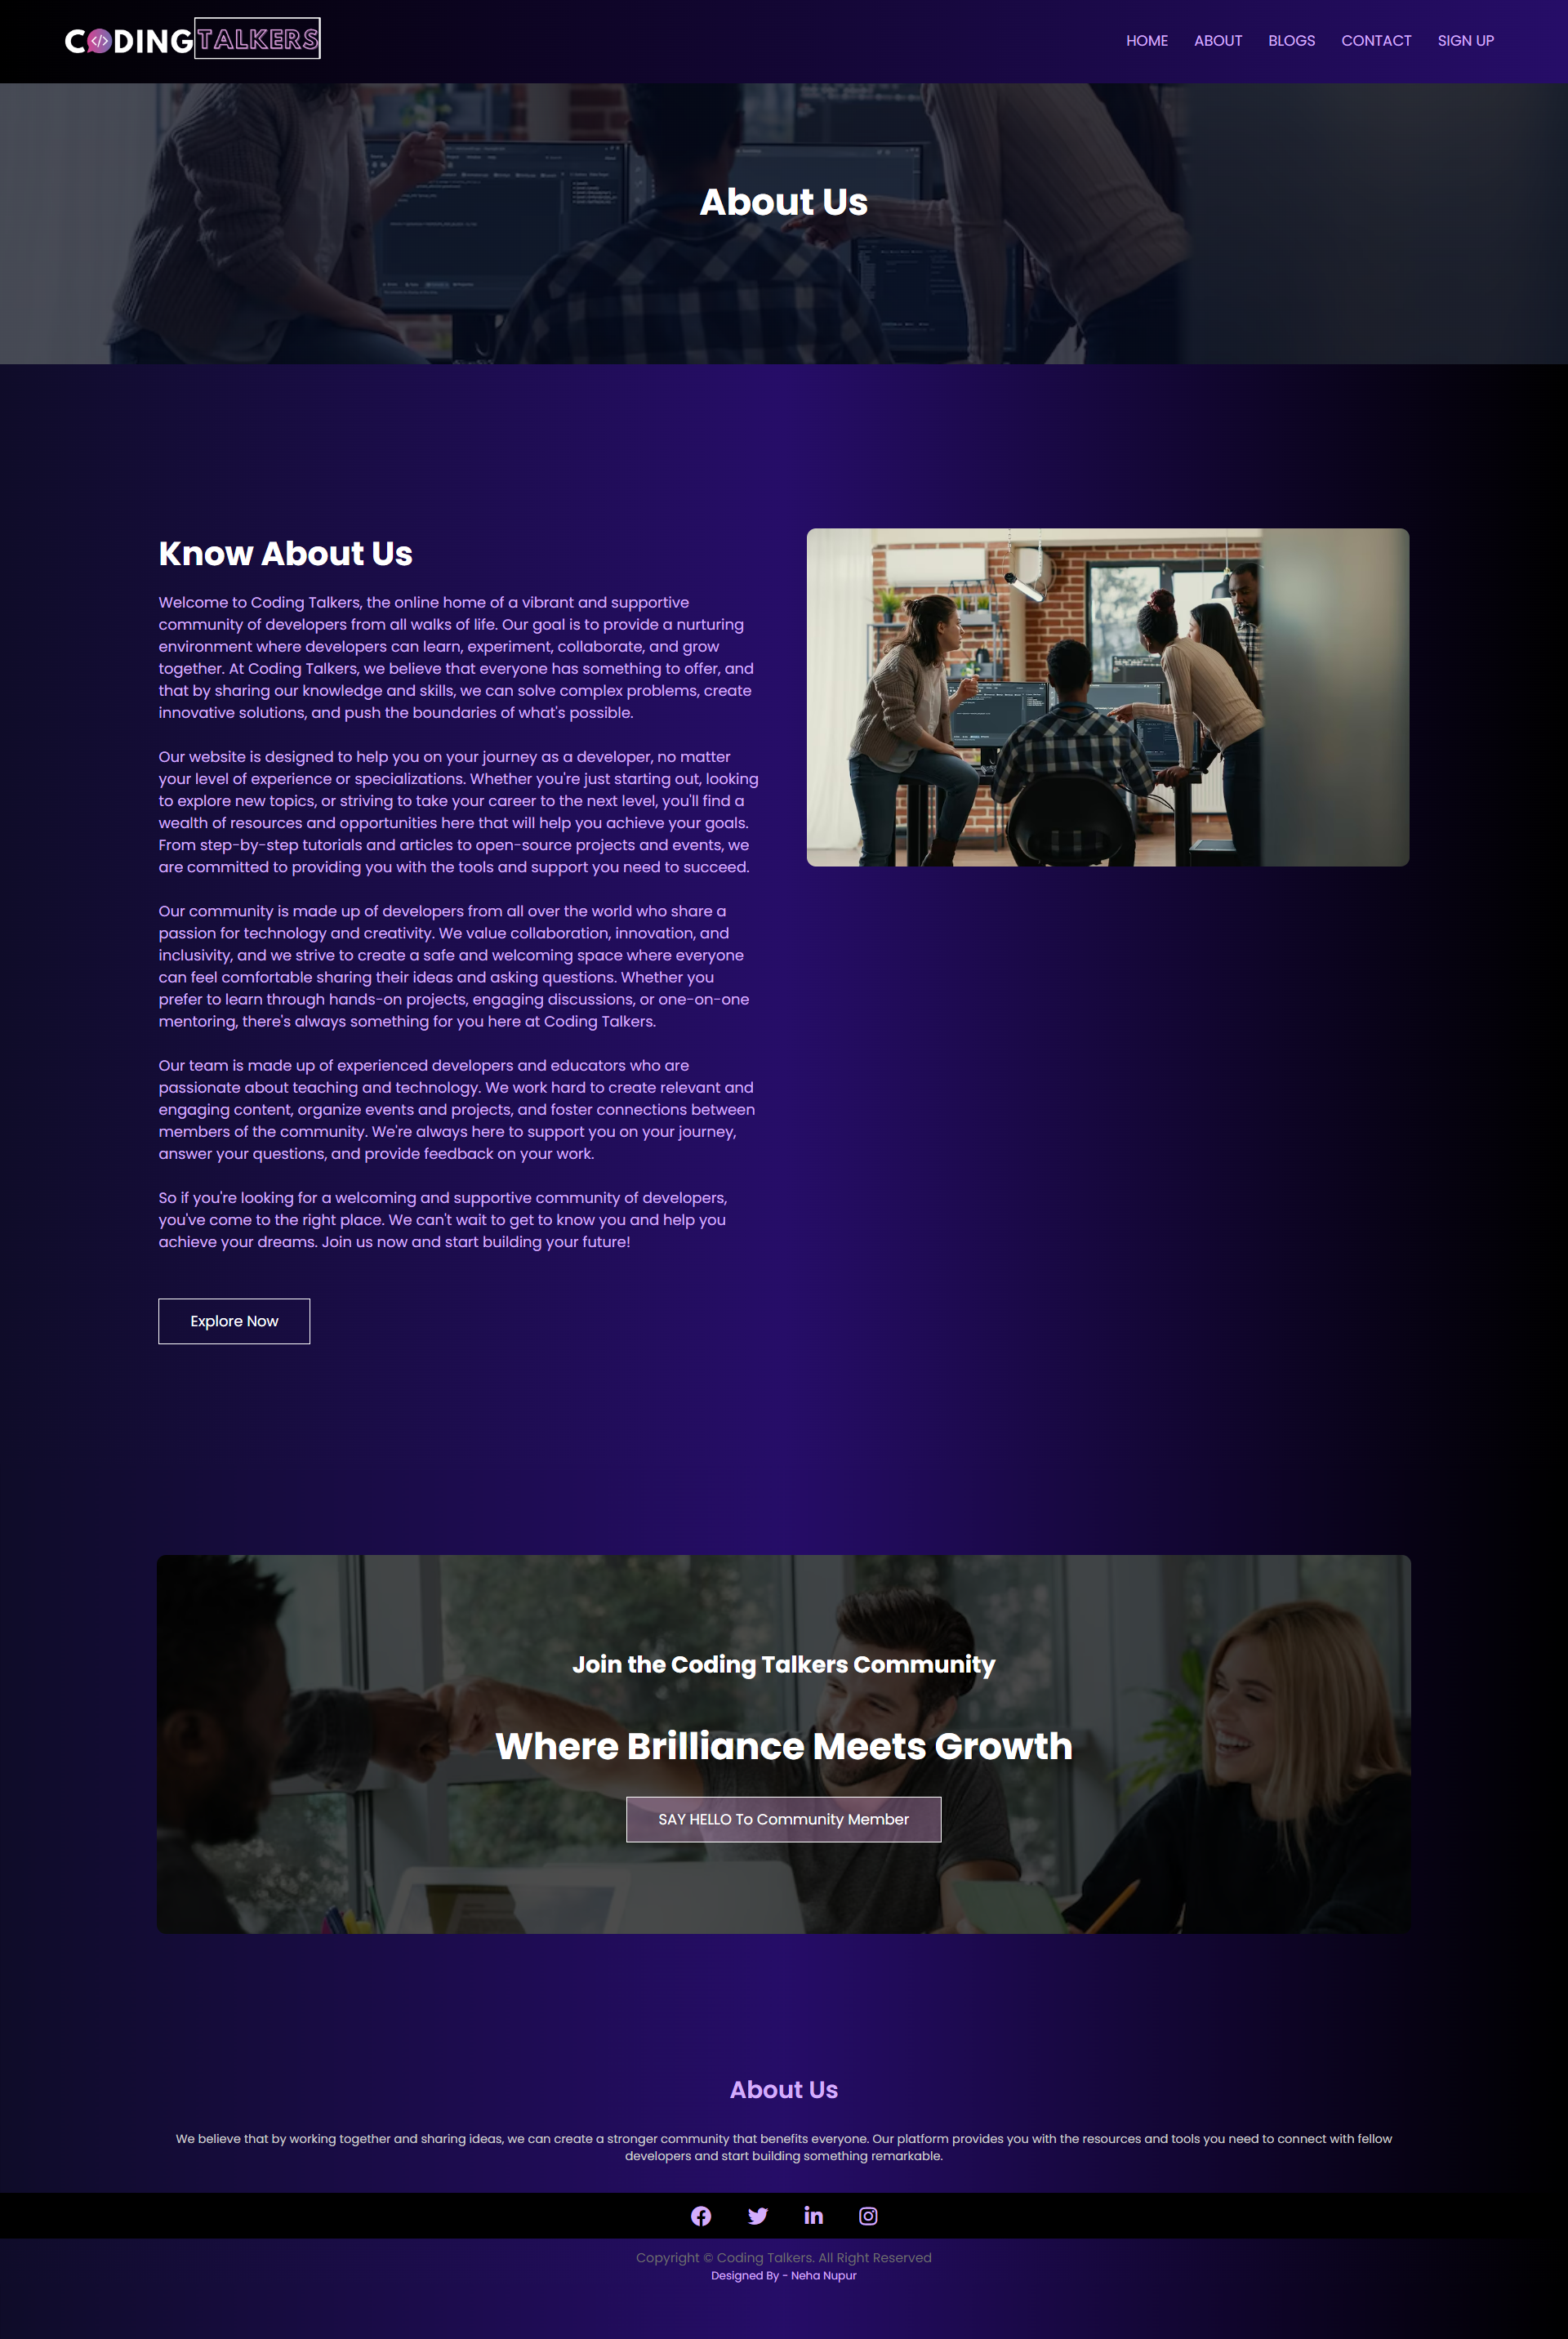 CODING TALKERS
HOME ABOUT BLOGS CONTACT SIGN UP
About Us
Know About Us
Welcome to Coding Talkers, the online home of a vibrant and supportive
community of developers from all walks of life. Our goal is to provide a nurturing
environment where developers can learn, experiment, collaborate, and grow
together. At Coding Talkers, we believe that everyone has something to offer, and
that by sharing our knowledge and skills, we can solve complex problems, create
innovative solutions, and push the boundaries of what's possible.
Our website is designed to help you on your journey as a developer, no matter
your level of experience or specializations. Whether you're just starting out, looking
to explore new topics, or striving to take your career to the next level, you'll find a
wealth of resources and opportunities here that will help you achieve your goals.
From step-by-step tutorials and articles to open-source projects and events, we
are committed to providing you with the tools and support you need to succeed.
Our community is made up of developers from all over the world who share a
passion for technology and creativity. We value collaboration, innovation, and
inclusivity, and we strive to create a safe and welcoming space where everyone
can feel comfortable sharing their ideas and asking questions. Whether you
prefer to learn through hands-on projects, engaging discussions, or one-on-one
mentoring, there's always something for you here at Coding Talkers.
Our team is made up of experienced developers and educators who are
passionate about teaching and technology. We work hard to create relevant and
engaging content, organize events and projects, and foster connections between
members of the community. We're always here to support you on your journey,
answer your questions, and provide feedback on your work.
So if you're looking for a welcoming and supportive community of developers,
you've come to the right place. We can't wait to get to know you and help you
achieve your dreams. Join us now and start building your future!
Explore Now
Join the Coding Talkers Community
Where Brilliance Meets Growth
SAY HELLO To Community Member
About Us
We believe that by working together and sharing ideas, we can create a stronger community that benefits everyone. Our platform provides you with the resources and tools you need to connect with fellow
developers and start building something remarkable.
Copyright © Coding Talkers. All Right Reserved
Designed By - Neha Nupur